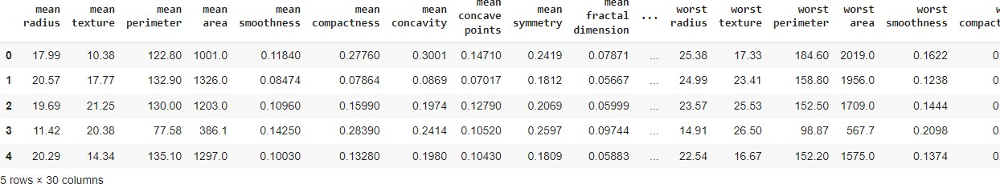 mean radius mean texture mean perimeter mean area mean smoothness mean compactness mean concavity mean concave points mean symmetry mean fractal dimension ... worst radius worst texture worst perimeter worst area worst smoothness
0 17.99 10.38 122.80 1001.0 0.11840 0.27760 0.3001 0.14710 0.2419 0.07871 ... 25.38 17.33 184.60 2019.0 0.1622
1 20.57 17.77 132.90 1326.0 0.08474 0.07864 0.0869 0.07017 0.1812 0.05667 ... 24.99 23.41 158.80 1956.0 0.1238
2 19.69 21.25 130.00 1203.0 0.10960 0.15990 0.1974 0.12790 0.2069 0.05999 ... 23.57 25.53 152.50 1709.0 0.1444
3 11.42 20.38 77.58 386.1 0.14250 0.28390 0.2414 0.10520 0.2597 0.09744 ... 14.91 26.50 98.87 567.7 0.2098
4 20.29 14.34 135.10 1297.0 0.10030 0.13280 0.1980 0.10430 0.1809 0.05883 ... 22.54 16.67 152.20 1575.0 0.1374
5 rows × 30 columns